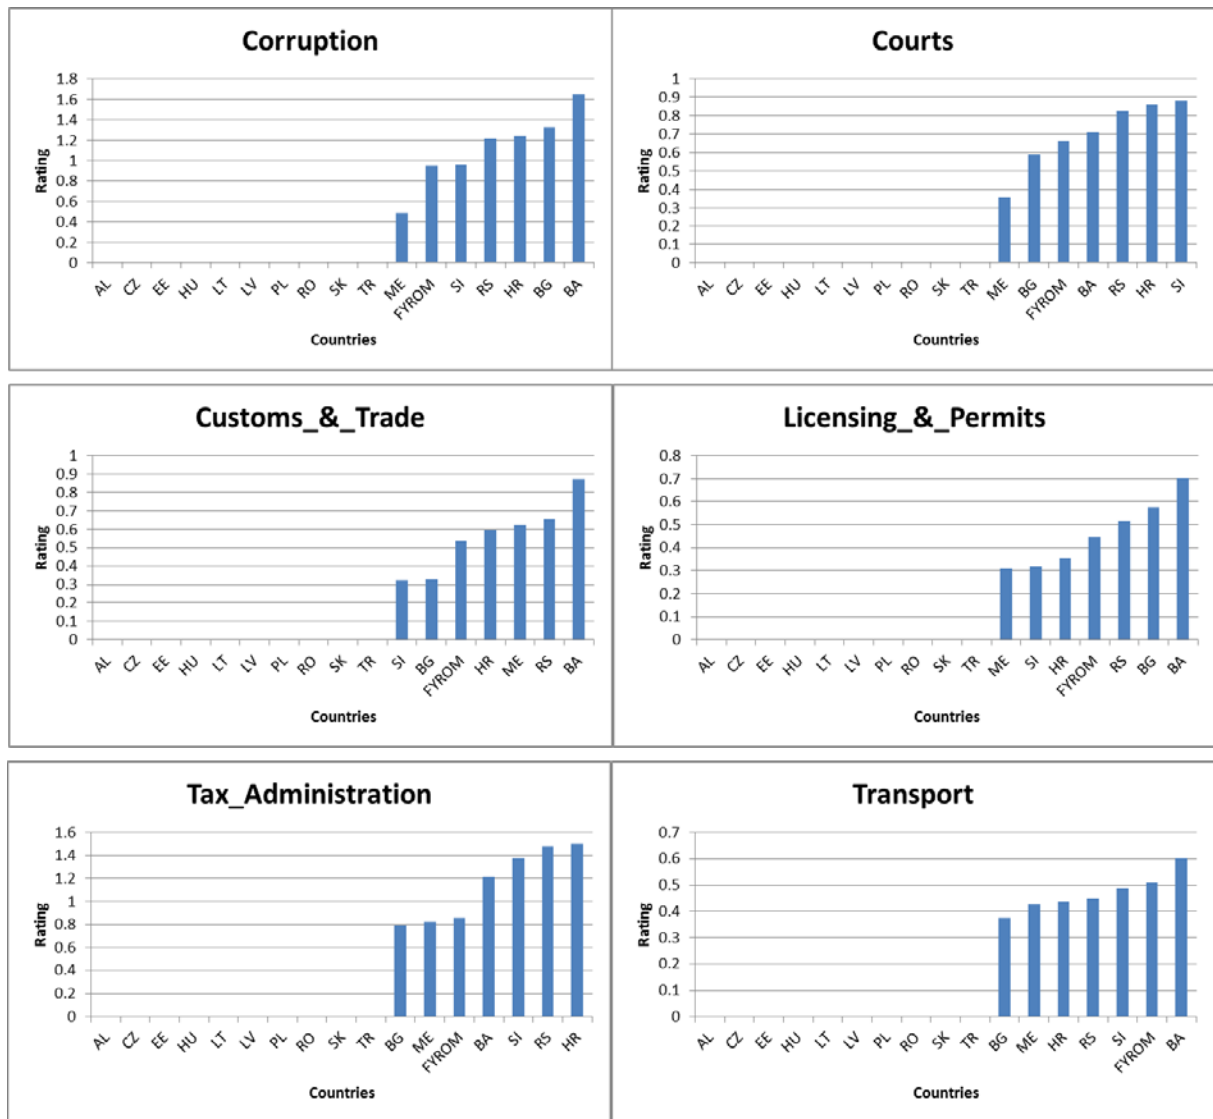 Corruption
Rating
1.8
1.6
1.4
1.2
1
0.8
0.6
0.4
0.2
0
AL CZ EE HU LT LV PL RO SK TR ME FYROM SI RS HR BG BA
Countries
Courts
Rating
1
0.9
0.8
0.7
0.6
0.5
0.4
0.3
0.2
0.1
0
AL CZ EE HU LT LV PL RO SK TR ME BG FYROM BA RS HR SI
Countries
Customs_&_Trade
Rating
1
0.9
0.8
0.7
0.6
0.5
0.4
0.3
0.2
0.1
0
AL CZ EE HU LT LV PL RO SK TR SI BG FYROM HR ME RS BA
Countries
Licensing_&_Permits
Rating
0.8
0.7
0.6
0.5
0.4
0.3
0.2
0.1
0
AL CZ EE HU LT LV PL RO SK TR ME SI HR FYROM RS BG BA
Countries
Tax_Administration
Rating
1.6
1.4
1.2
1
0.8
0.6
0.4
0.2
0
AL CZ EE HU LT LV PL RO SK TR BG ME FYROM BA SI RS HR
Countries
Transport
Rating
0.7
0.6
0.5
0.4
0.3
0.2
0.1
0
AL CZ EE HU LT LV PL RO SK TR BG ME HR RS SI FYROM BA
Countries